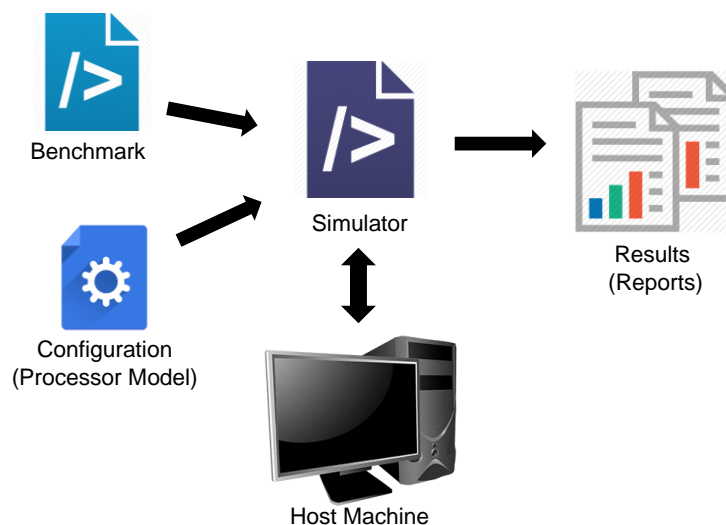 />
Benchmark
/>
Simulator
Results
(Reports)
Configuration
(Processor Model)
Host Machine